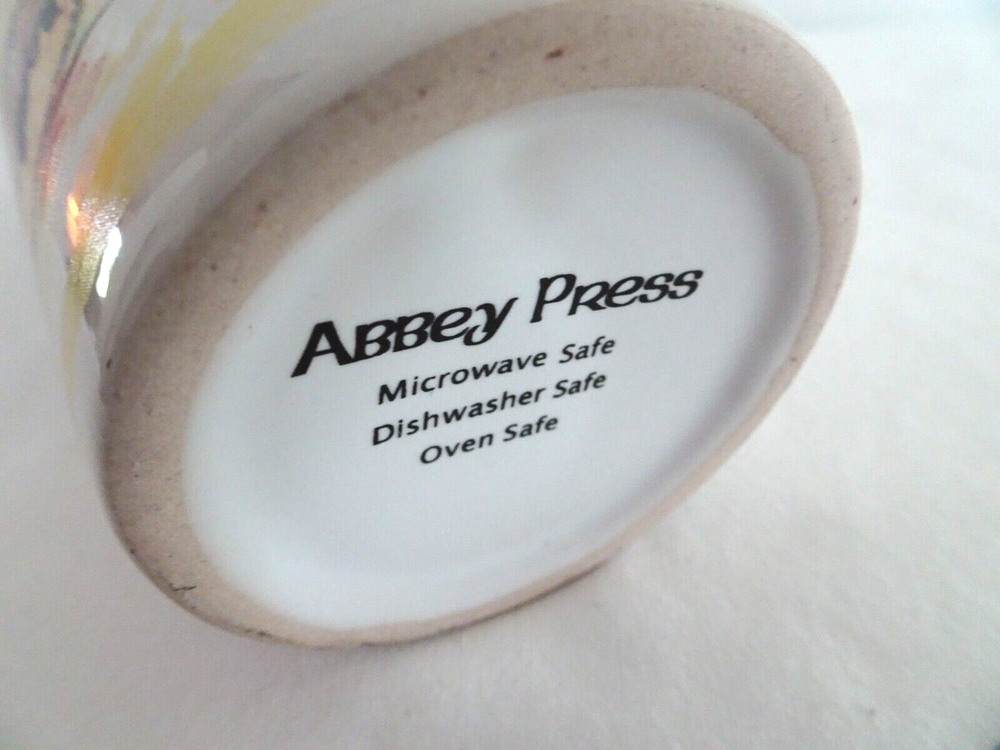 Abbey Press
Microwave Safe
Dishwasher Safe
Oven Safe